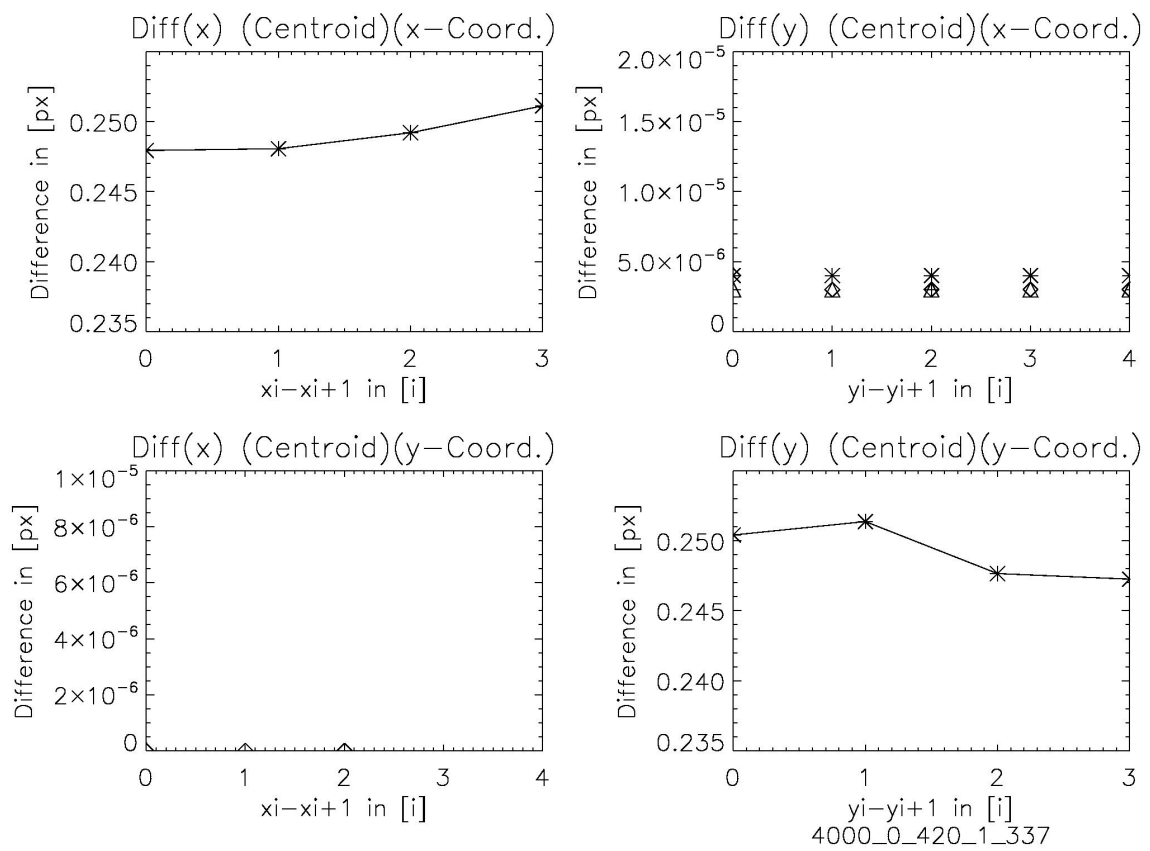 Diff(x) (Centroid)(x−Coord.)
Difference in [px]
0.250
0.245
0.240
0.235
0 1 2 3
xi−xi+1 in [i]
Diff(y) (Centroid)(x−Coord.)
Difference in [px]
2.0×10⁻⁵
1.5×10⁻⁵
1.0×10⁻⁵
5.0×10⁻⁶
0
0 1 2 3 4
yi−yi+1 in [i]
Diff(x) (Centroid)(y−Coord.)
Difference in [px]
1×10⁻⁵
8×10⁻⁶
6×10⁻⁶
4×10⁻⁶
2×10⁻⁶
0
0 1 2 3 4
xi−xi+1 in [i]
Diff(y) (Centroid)(y−Coord.)
Difference in [px]
0.250
0.245
0.240
0.235
0 1 2 3
yi−yi+1 in [i]
4000_0_420_1_337